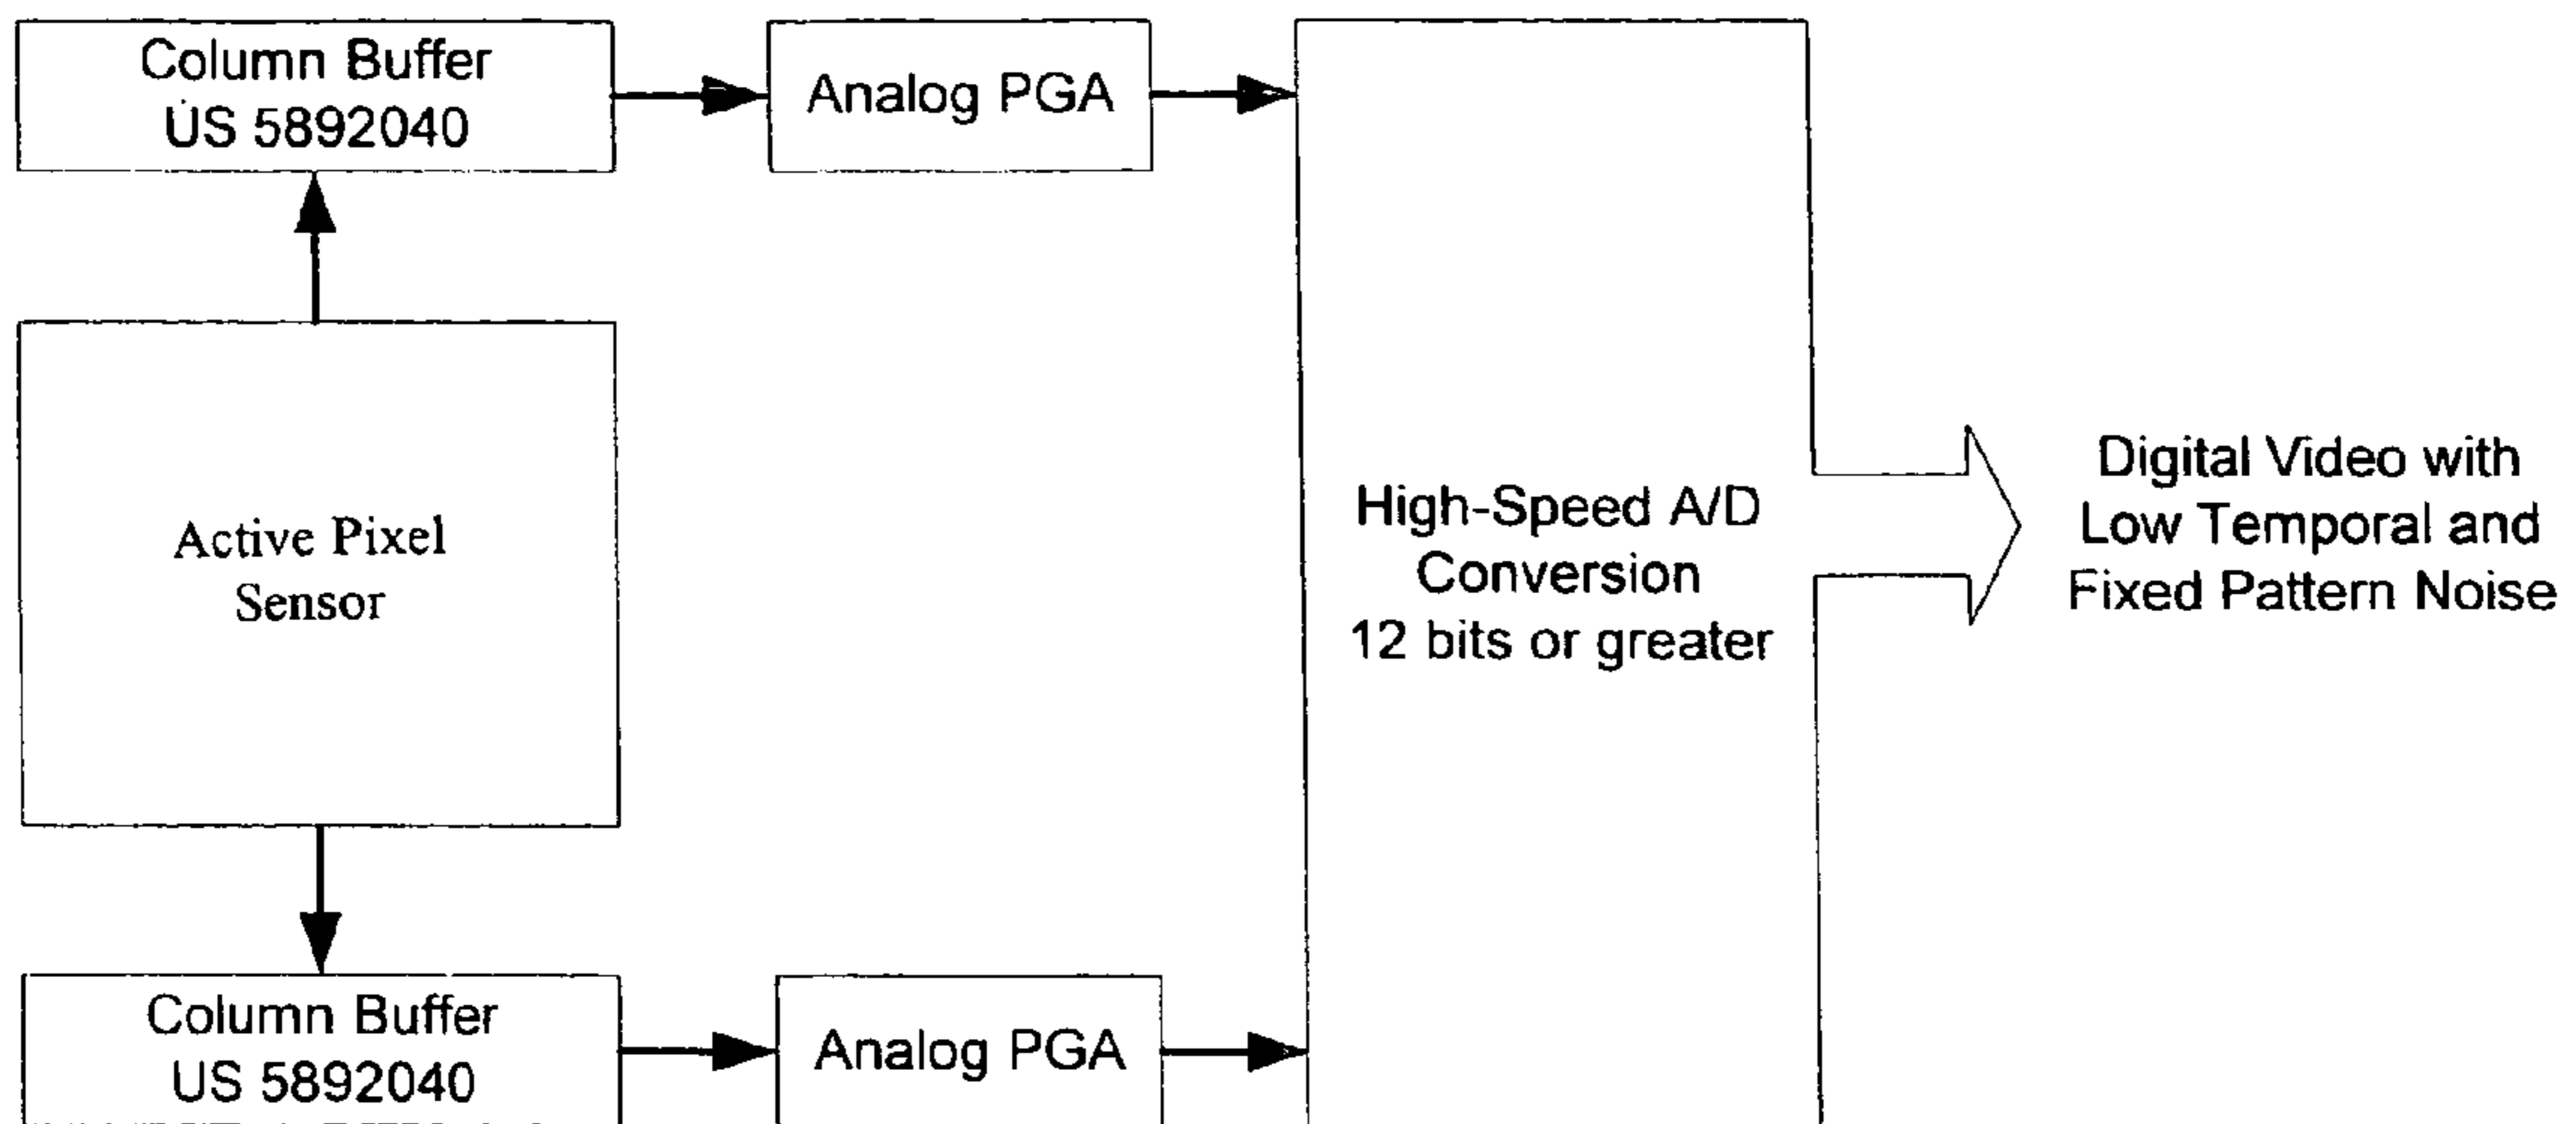 Column Buffer
US 5892040
Analog PGA
Active Pixel
Sensor
High-Speed A/D
Conversion
12 bits or greater
Digital Video with
Low Temporal and
Fixed Pattern Noise
Column Buffer
US 5892040
Analog PGA